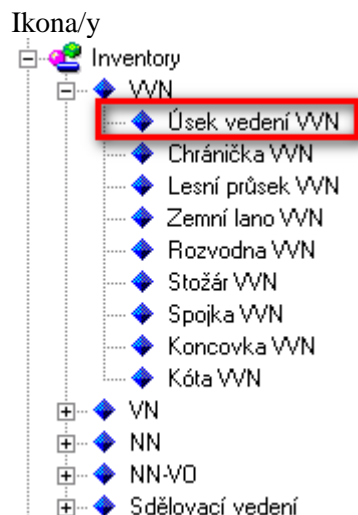 Ikona/y
Inventory
VVN
Úsek vedení VVN
Chránička VVN
Lesní průsek VVN
Zemní lano VVN
Rozvodna VVN
Stožár VVN
Spojka VVN
Koncovka VVN
Kóta VVN
VN
NN
NN-VO
Sdělovací vedení